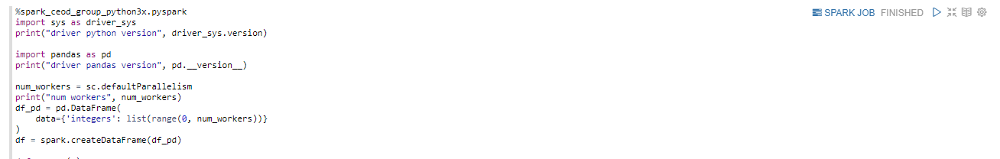 %spark_ceod_group_python3x.pyspark
SPARK JOB FINISHED
import sys as driver_sys
print("driver python version", driver_sys.version)
import pandas as pd
print("driver pandas version", pd.__version__)
num_workers = sc.defaultParallelism
print("num workers", num_workers)
df_pd = pd.DataFrame(
data={'integers': list(range(0, num_workers))}
)
df = spark.createDataFrame(df_pd)